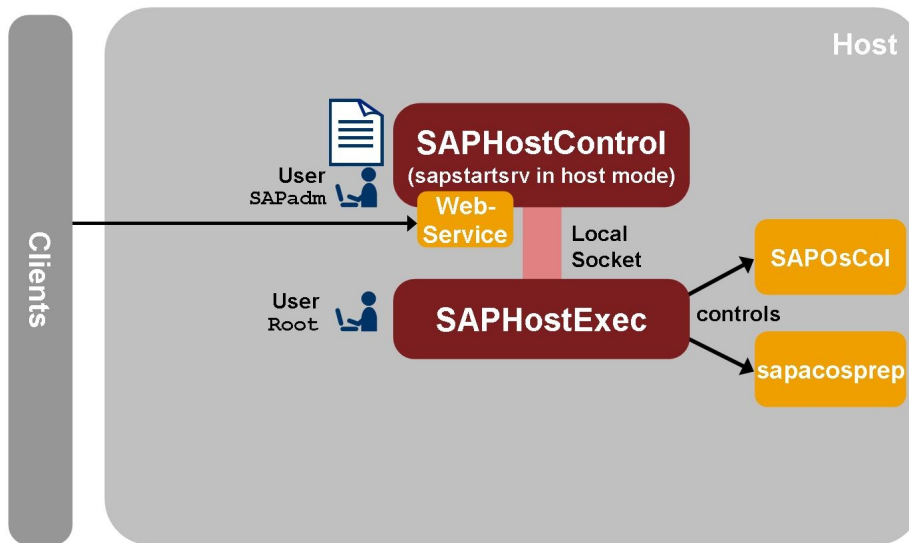 Host
SAPHostControl
(sapstartsrv in host mode)
User
SAPadm
Web-
Service
Clients
Local
Socket
SAPOsCol
User
Root
SAPHostExec
controls
sapacosprep